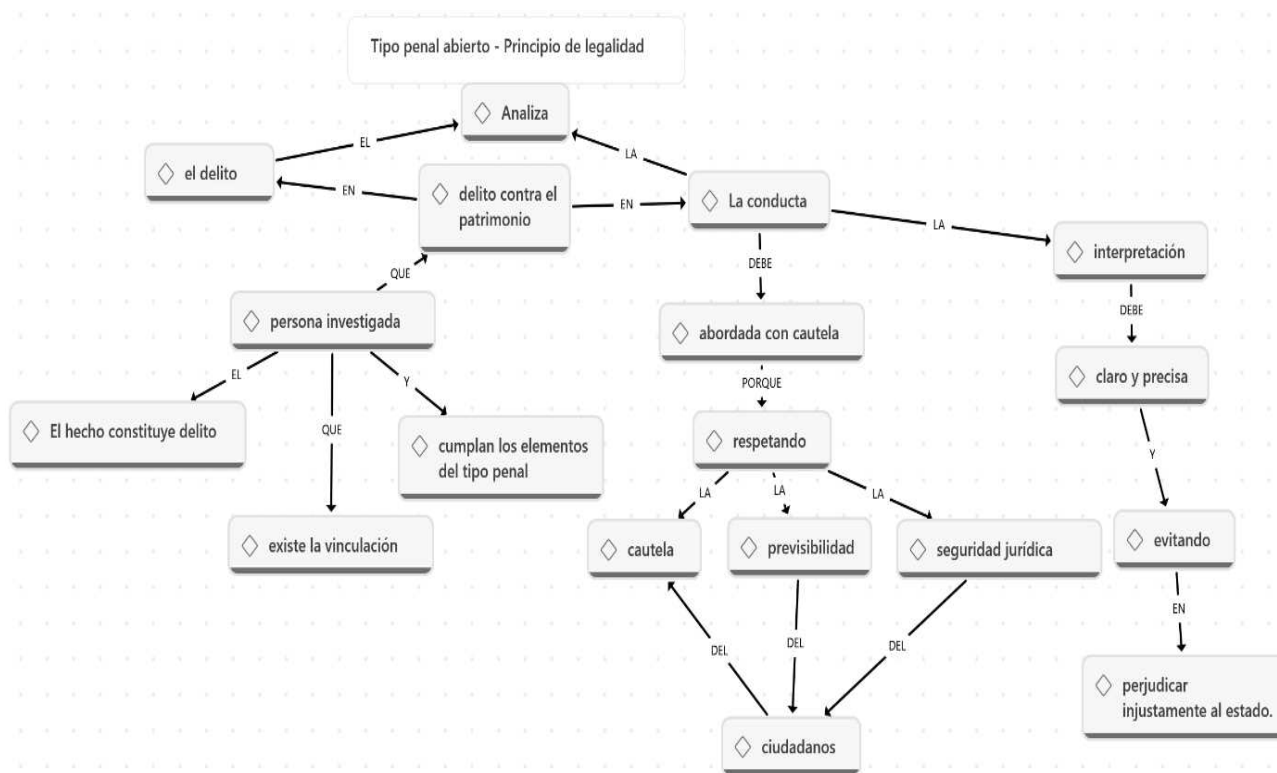 Tipo penal abierto - Principio de legalidad
Analiza
EL
LA
el delito
EN
delito contra el
patrimonio
EN
La conducta
LA
interpretación
QUE
DEBE
DEBE
persona investigada
abordada con cautela
claro y precisa
EL
QUE
Y
PORQUE
Y
El hecho constituye delito
cumplan los elementos
del tipo penal
respetando
LA
LA
LA
existe la vinculación
cautela
previsibilidad
seguridad jurídica
evitando
EN
DEL
DEL
DEL
perjudicar
injustamente al estado.
ciudadanos